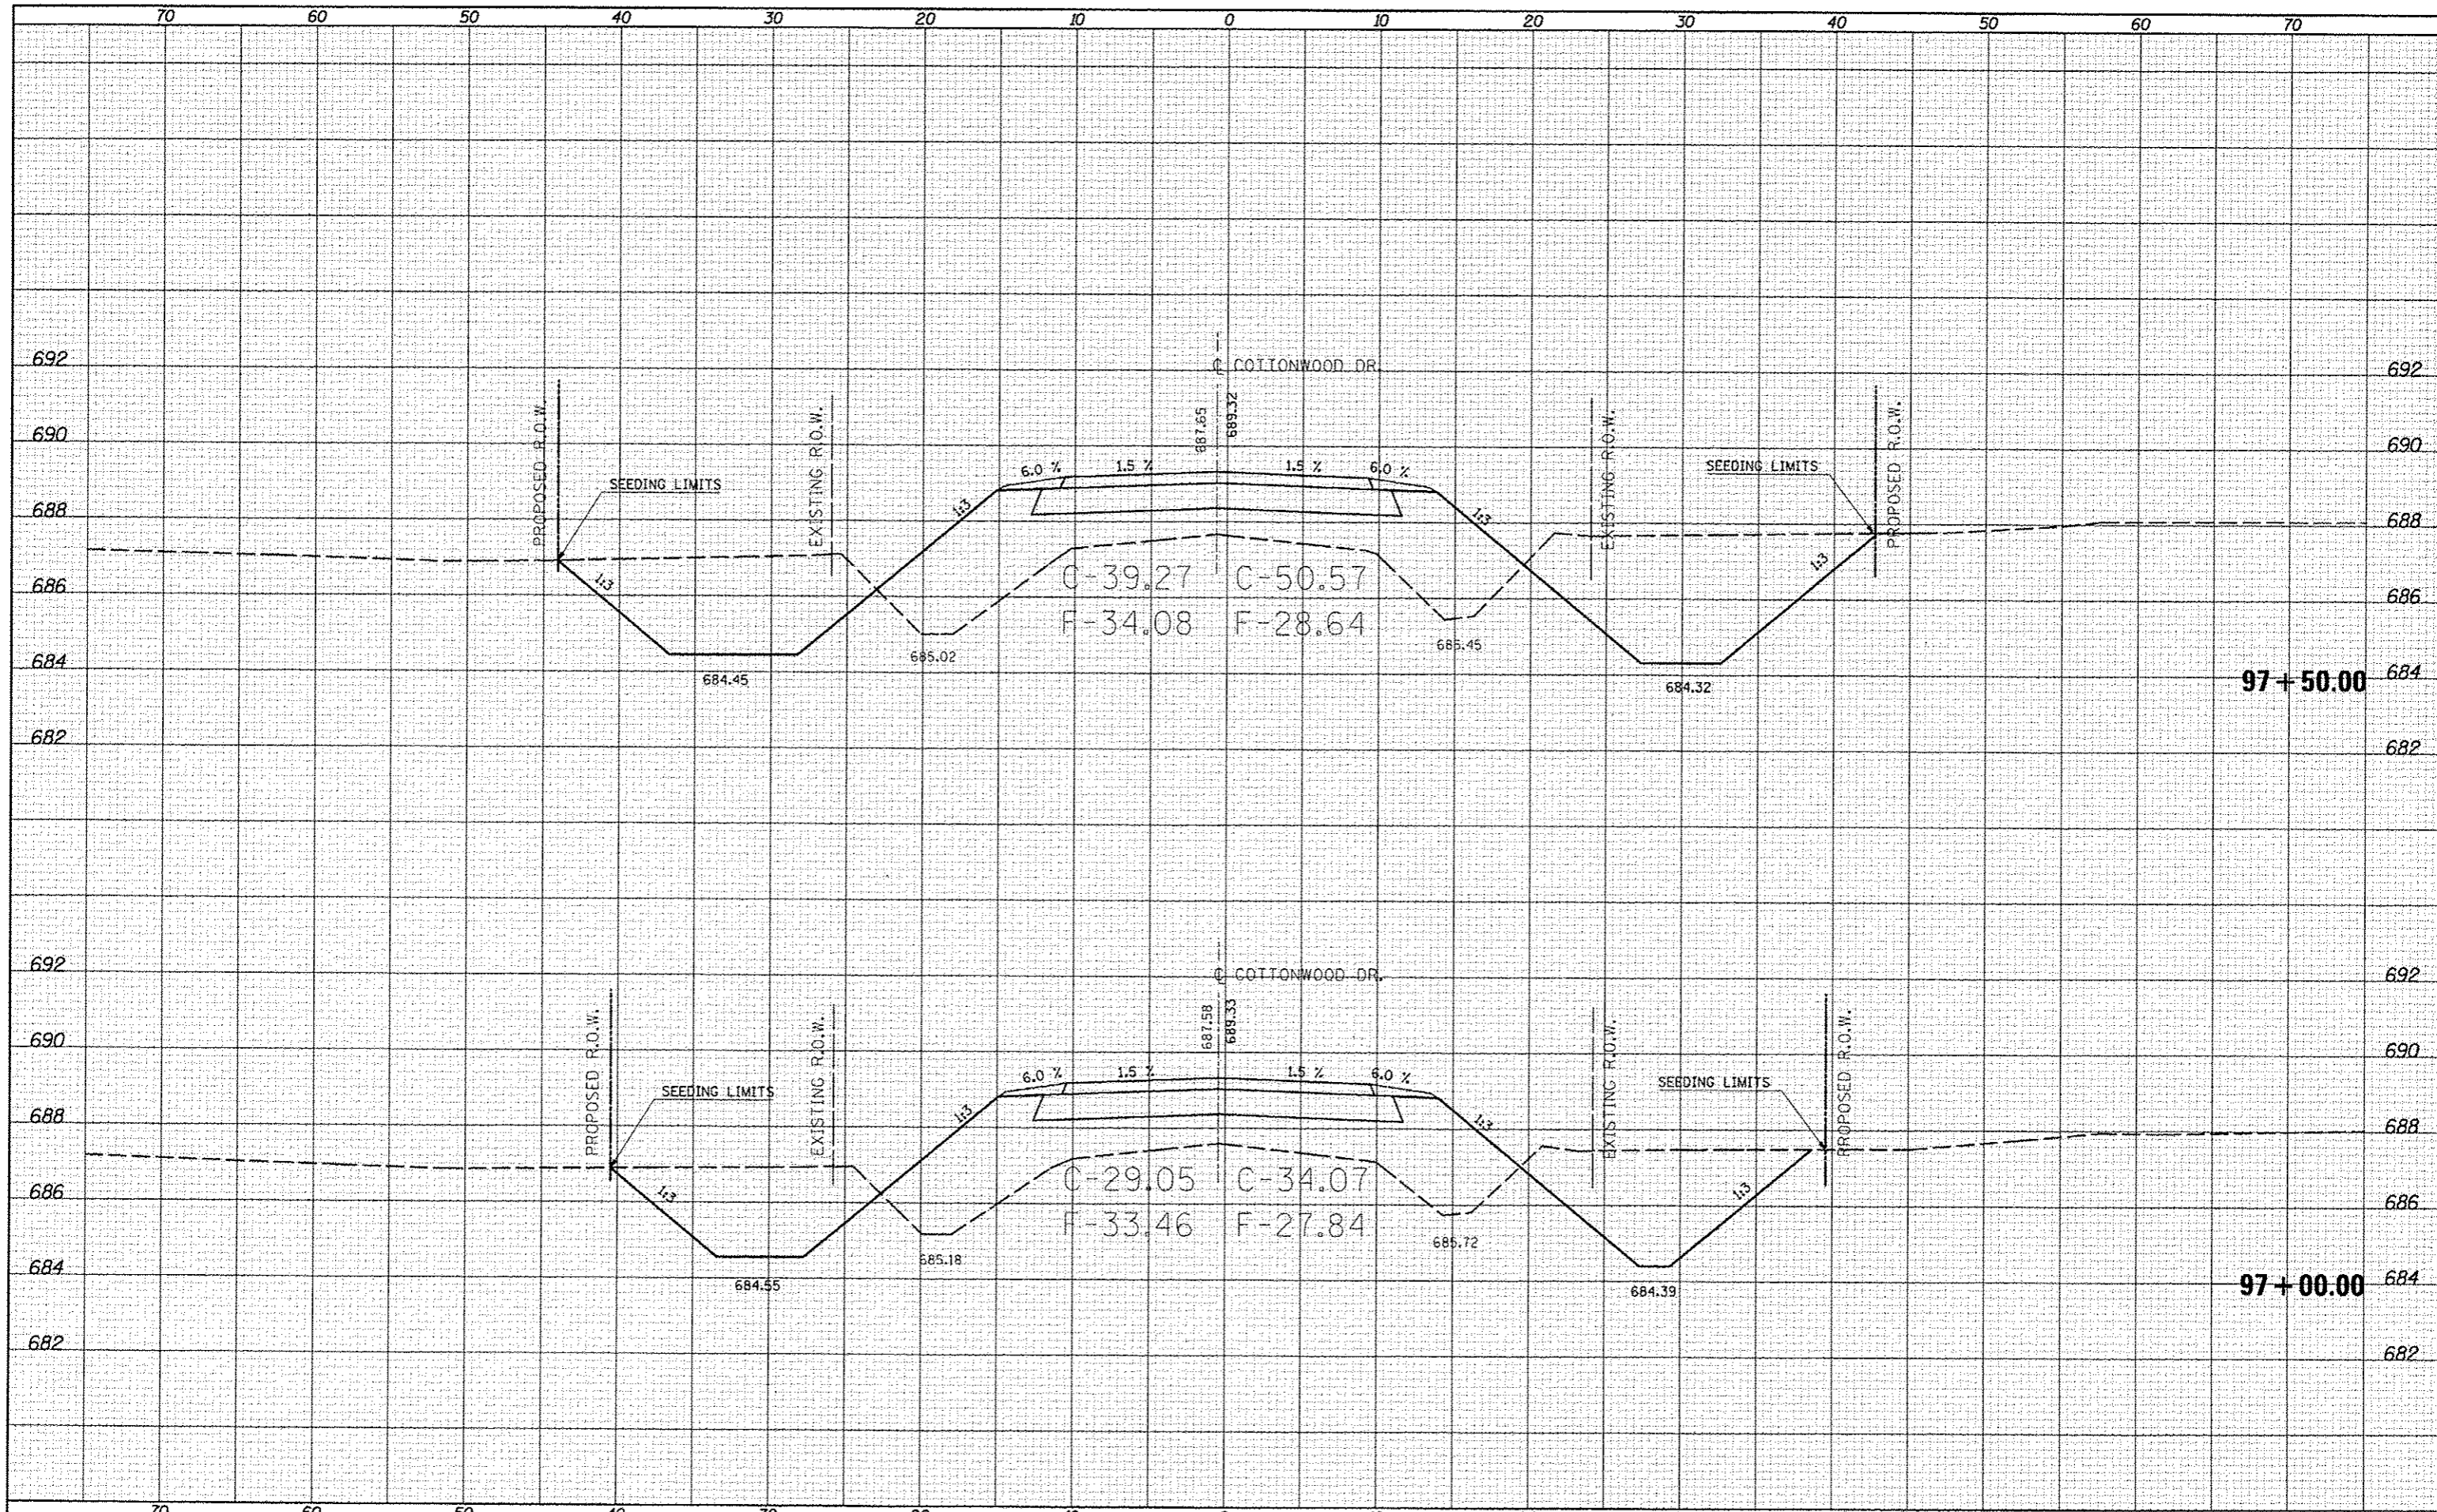 70 60 50 40 30 20 10 0 10 20 30 40 50 60 70
692 692
℄ COTTONWOOD DR.
687.65 689.32
PROPOSED R.O.W. EXISTING R.O.W. EXISTING R.O.W. PROPOSED R.O.W.
690 690
6.0 % 1.5 % 1.5 % 6.0 %
SEEDING LIMITS SEEDING LIMITS
688 688
1:3 1:3 1:3 1:3
C-39.27 C-50.57
686 686
F-34.08 F-28.64
685.02 685.45
684 684
684.45 684.32
97+50.00
682 682
692 692
℄ COTTONWOOD DR.
687.58 689.33
PROPOSED R.O.W. EXISTING R.O.W. EXISTING R.O.W. PROPOSED R.O.W.
690 690
6.0 % 1.5 % 1.5 % 6.0 %
SEEDING LIMITS SEEDING LIMITS
688 688
1:3 1:3 1:3 1:3
C-29.05 C-34.07
686 686
F-33.46 F-27.84
685.18 685.72
684 684
684.55 684.39
97+00.00
682 682